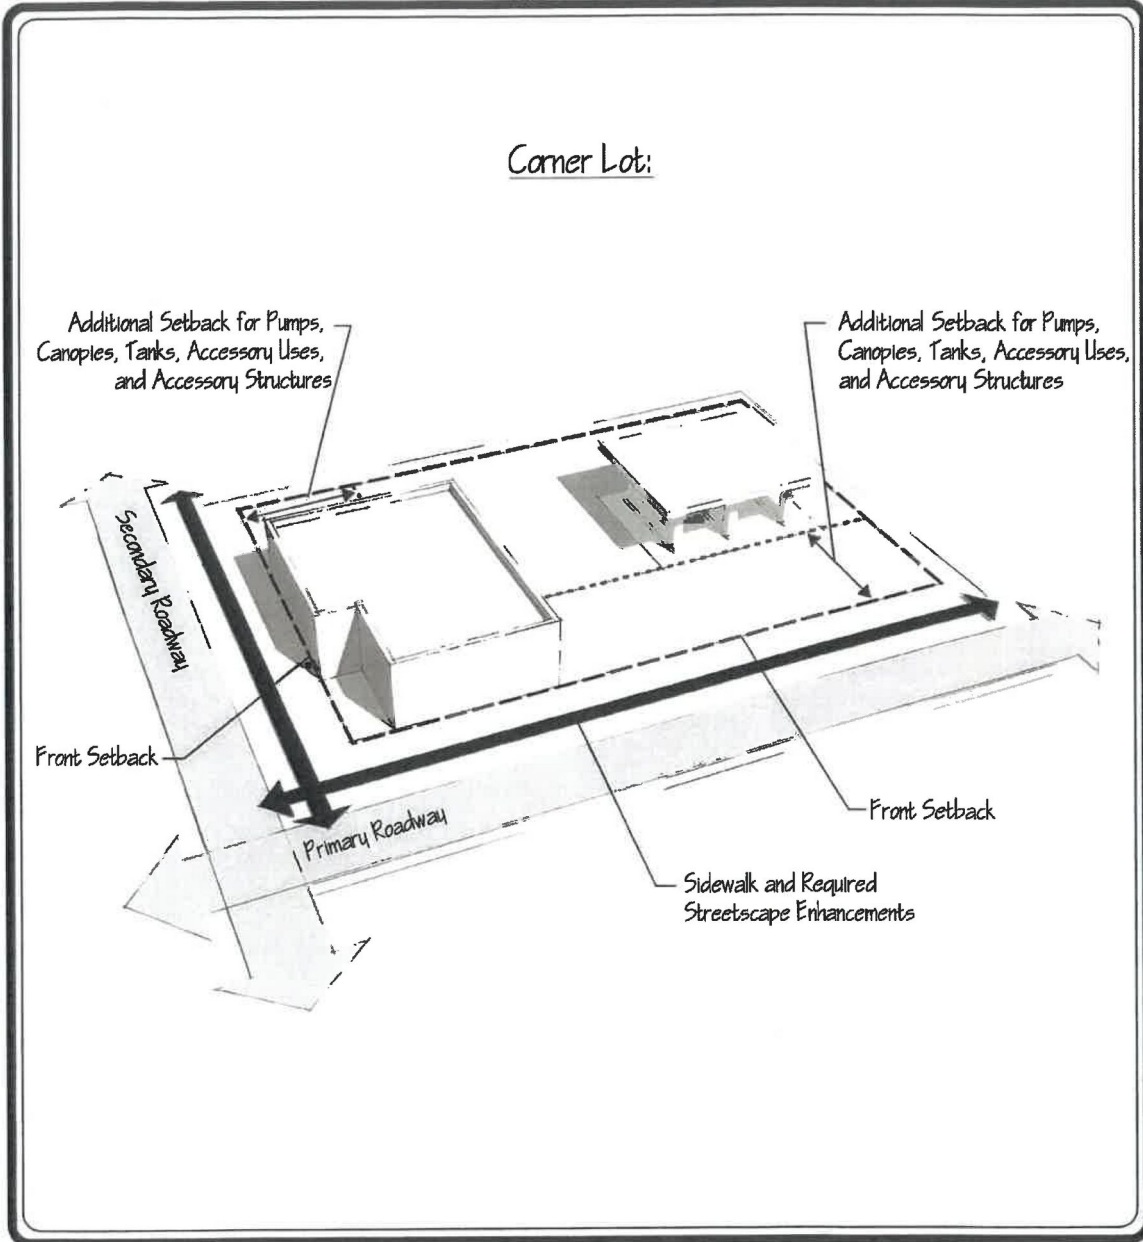 Corner Lot:
Additional Setback for Pumps,
Canopies, Tanks, Accessory Uses,
and Accessory Structures
Additional Setback for Pumps,
Canopies, Tanks, Accessory Uses,
and Accessory Structures
Secondary Roadway
Front Setback
Primary Roadway
Front Setback
Sidewalk and Required
Streetscape Enhancements